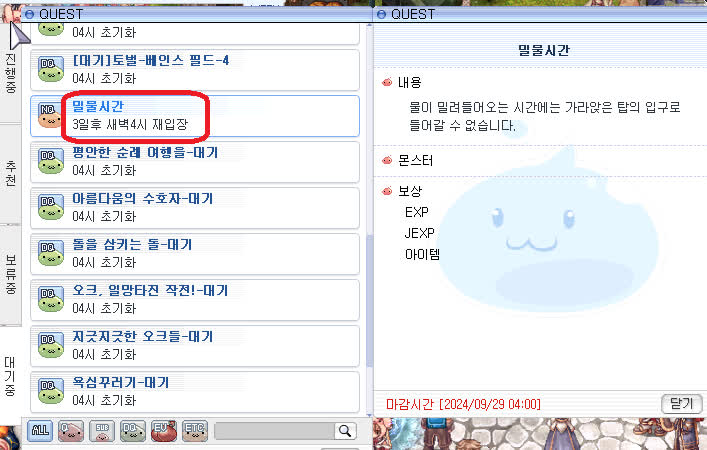 QUEST
진행중
추천
보류중
대기중
04시 초기화
[대기]토벌-베인스 필드-4
04시 초기화
밀물시간
3일후 새벽4시 재입장
평안한 순례 여행을-대기
04시 초기화
아름다움의 수호자-대기
04시 초기화
돌을 삼키는 돌-대기
04시 초기화
오크, 일망타진 작전!-대기
04시 초기화
지긋지긋한 오크들-대기
04시 초기화
욕심꾸러기-대기
04시 초기화
ALL
SUB
DO.
EV
ETC
QUEST
밀물시간
내용
물이 밀려들어오는 시간에는 가라앉은 탑의 입구로
들어갈 수 없습니다.
몬스터
보상
EXP
JEXP
아이템
마감시간 [2024/09/29 04:00]
닫기